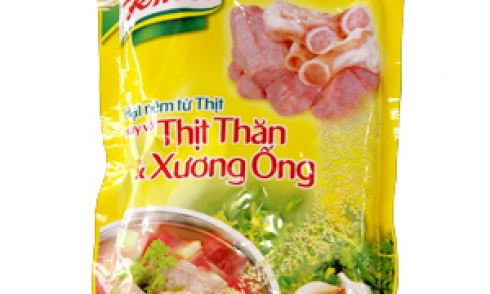 Hạt nêm từ Thịt
Thịt Thăn
& Xương Ống